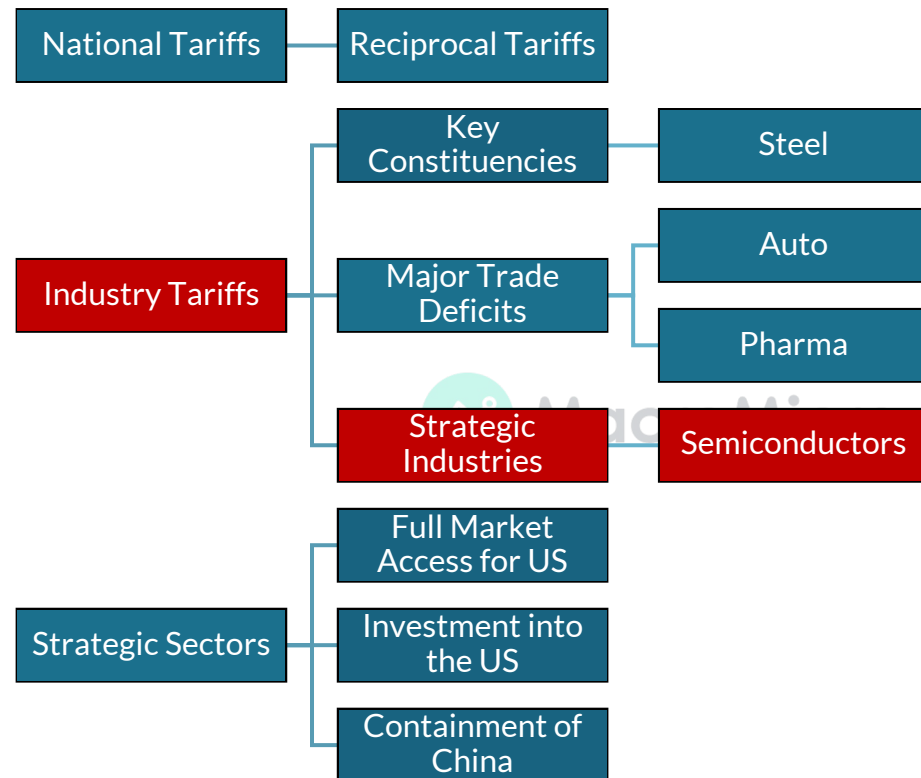 National Tariffs
Reciprocal Tariffs
Key
Constituencies
Steel
Industry Tariffs
Major Trade
Deficits
Auto
Pharma
Strategic
Industries
Semiconductors
Strategic Sectors
Full Market
Access for US
Investment into
the US
Containment of
China